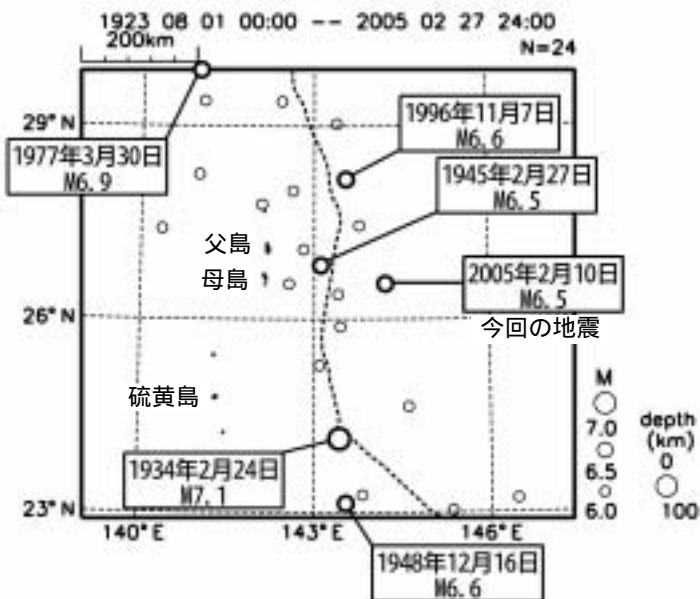 1923 08 01 00:00 -- 2005 02 27 24:00
200km
N=24
29°N
1996年11月7日
M6.6
1977年3月30日
M6.9
1945年2月27日
M6.5
父島
母島
2005年2月10日
M6.5
今回の地震
26°N
硫黄島
M
7.0
6.5
6.0
depth
(km)
0
100
1934年2月24日
M7.1
23°N
140°E
143°E
146°E
1948年12月16日
M6.6